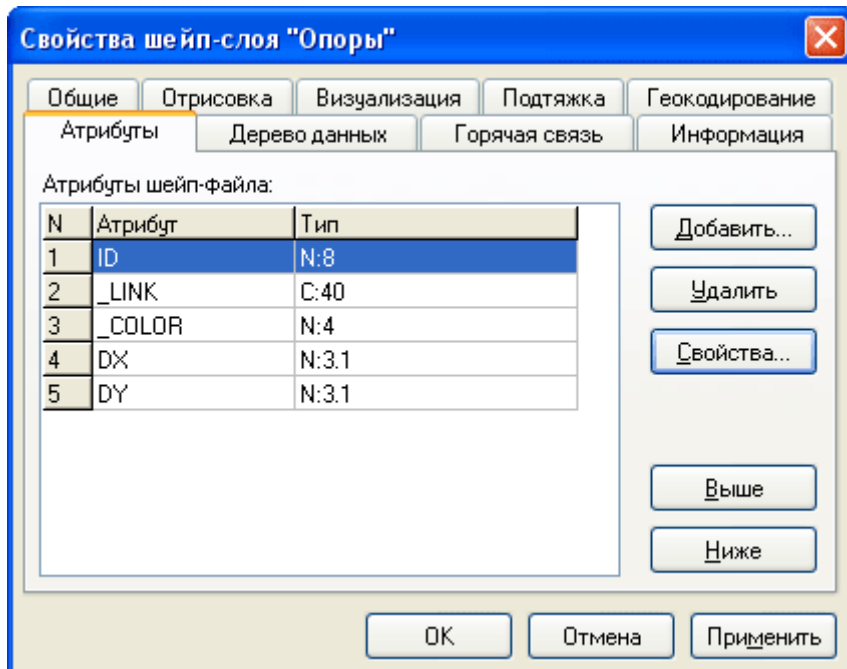 Свойства шейп-слоя "Опоры"
Общие Отрисовка Визуализация Подтяжка Геокодирование
Атрибуты Дерево данных Горячая связь Информация
Атрибуты шейп-файла:
N Атрибут Тип
1 ID N:8
2 _LINK C:40
3 _COLOR N:4
4 DX N:3.1
5 DY N:3.1
Добавить...
Удалить
Свойства...
Выше
Ниже
OK Отмена Применить